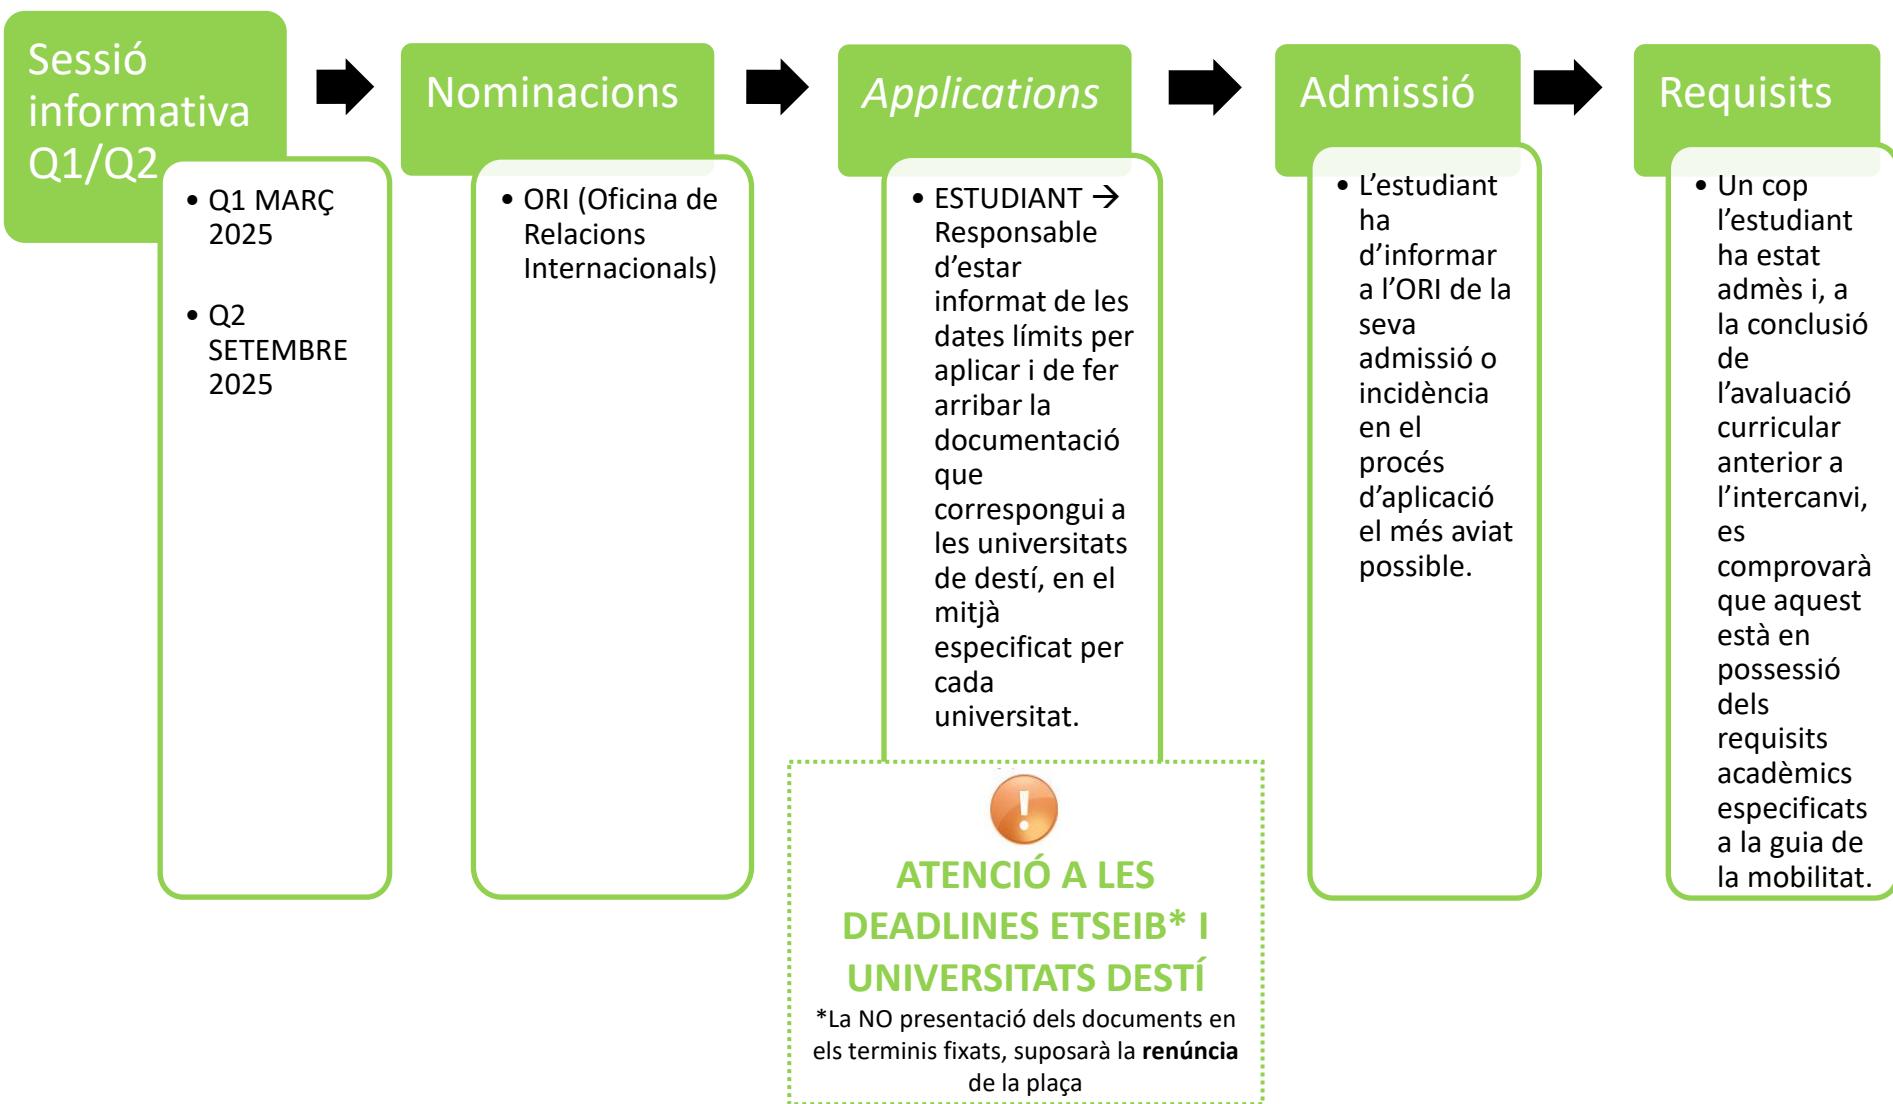 Sessió
informativa
Q1/Q2
• Q1 MARÇ
2025
• Q2
SETEMBRE
2025
Nominacions
• ORI (Oficina de
Relacions
Internacionals)
Applications
• ESTUDIANT →
Responsable
d’estar
informat de les
dates límits per
aplicar i de fer
arribar la
documentació
que
correspongui a
les universitats
de destí, en el
mitjà
especificat per
cada
universitat.
ATENCIÓ A LES
DEADLINES ETSEIB* I
UNIVERSITATS DESTÍ
*La NO presentació dels documents en
els terminis fixats, suposarà la renúncia
de la plaça
Admissió
• L’estudiant
ha
d’informar
a l’ORI de la
seva
admissió o
incidència
en el
procés
d’aplicació
el més aviat
possible.
Requisits
• Un cop
l’estudiant
ha estat
admès i, a
la conclusió
de
l’avaluació
curricular
anterior a
l’intercanvi,
es
comprovarà
que aquest
està en
possessió
dels
requisits
acadèmics
especificats
a la guia de
la mobilitat.